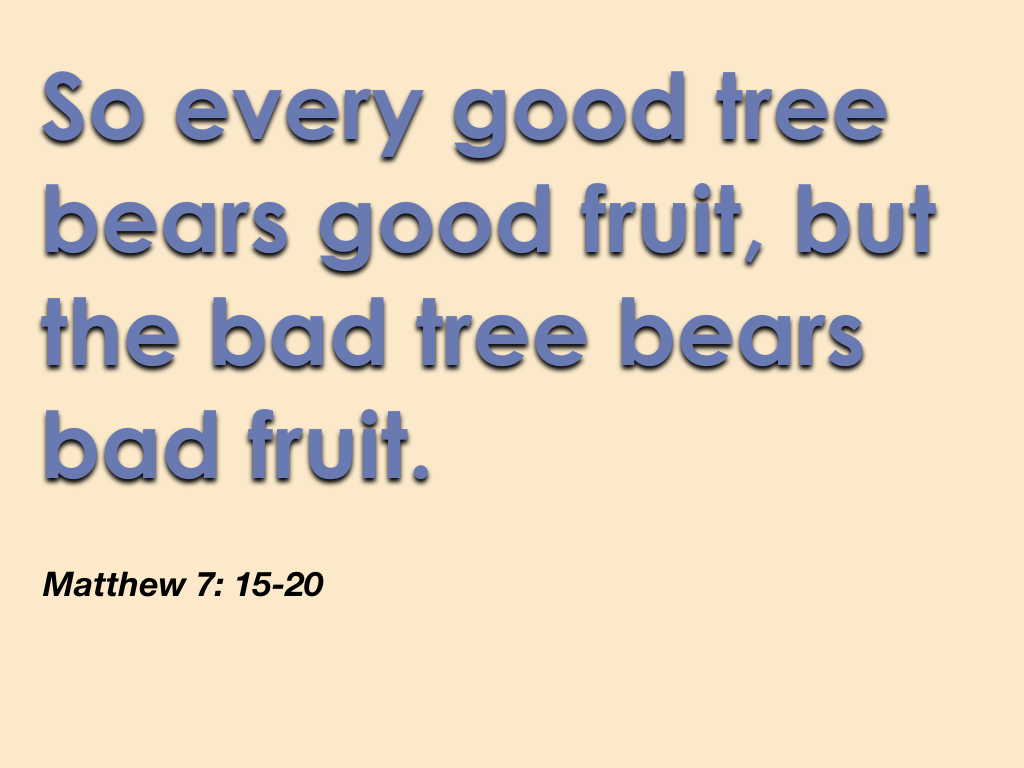 So every good tree
bears good fruit, but
the bad tree bears
bad fruit.
Matthew 7: 15-20